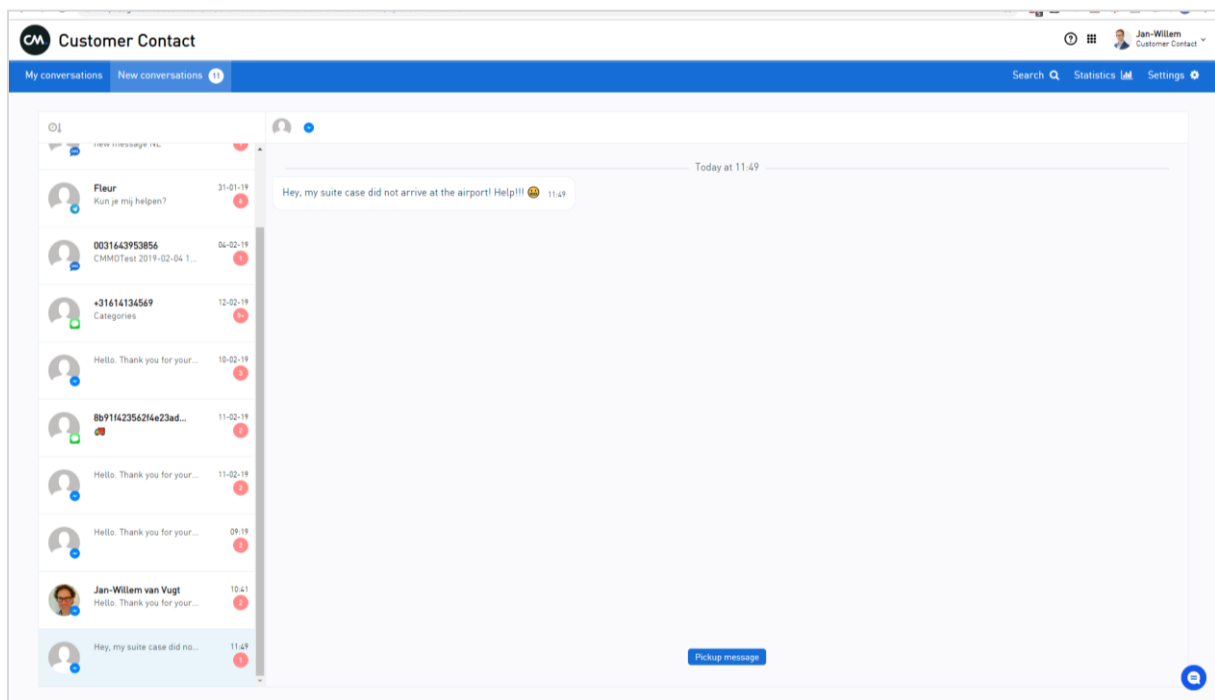 CM Customer Contact
Jan-Willem
Customer Contact
My conversations New conversations 11
Search Statistics Settings
new message NL
Today at 11:49
Hey, my suite case did not arrive at the airport! Help!!! 😀 11:49
Fleur 31-01-19
Kun je mij helpen?
0031643953856 04-02-19
CMMOTest 2019-02-04 1... 1
+31614134569 12-02-19
Categories 9+
Hello. Thank you for your... 10-02-19
3
8b91f423562f4e23ad... 11-02-19
🚚 2
Hello. Thank you for your... 11-02-19
2
Hello. Thank you for your... 09:19
2
Jan-Willem van Vugt 10:41
Hello. Thank you for your... 2
Hey, my suite case did no... 11:49
1
Pickup message